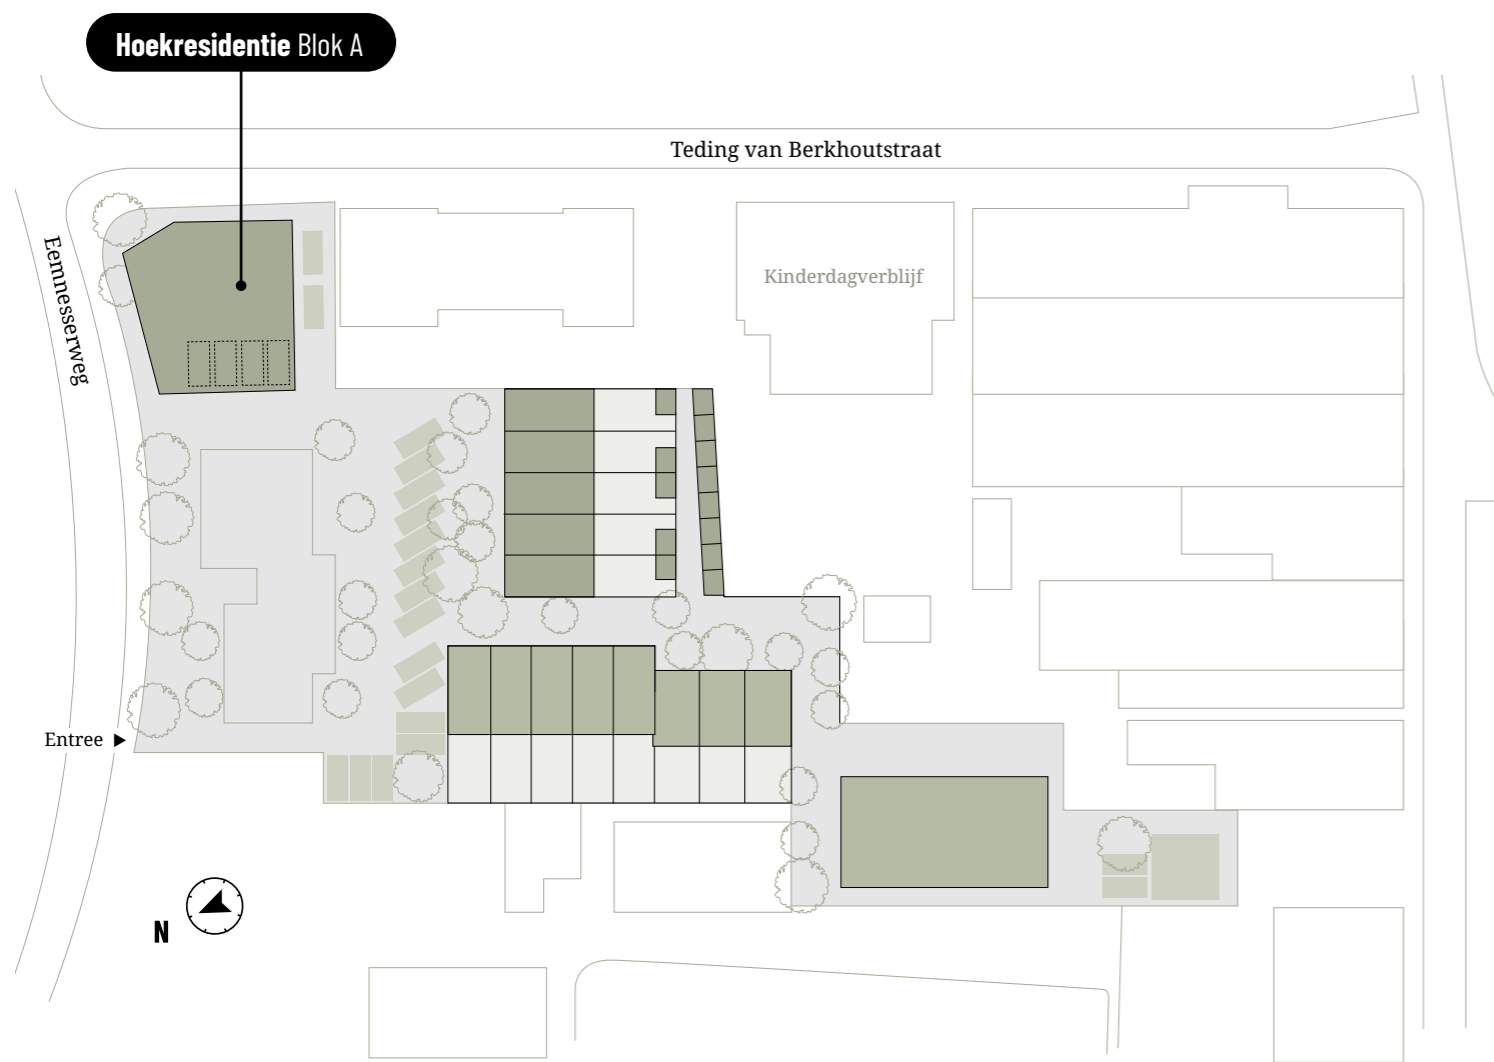 Hoekresidentie Blok A
Teding van Berkhoutstraat
Eemnesserweg
Kinderdagverblijf
Entree
N